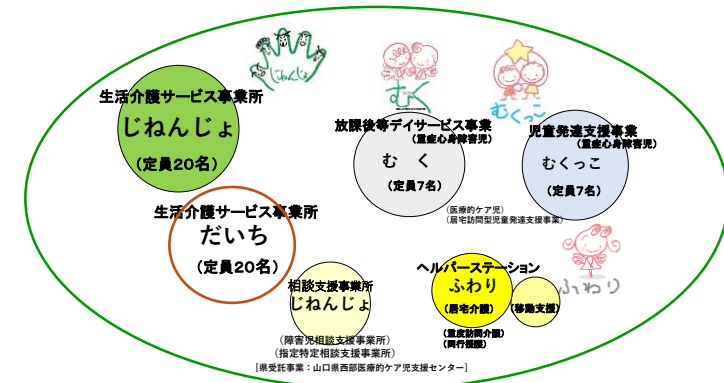 じねんじょ
むく
むくっこ
生活介護サービス事業所
じねんじょ
(定員20名)
放課後等デイサービス事業
(重症心身障害児)
む く
(定員7名)
児童発達支援事業
(重症心身障害児)
むくっこ
(定員7名)
(医療的ケア児)
(居宅訪問型児童発達支援事業)
生活介護サービス事業所
だいち
(定員20名)
相談支援事業所
じねんじょ
(障害児相談支援事業所)
(指定特定相談支援事業所)
[県受託事業：山口県西部医療的ケア児支援センター]
ヘルパーステーション
ふわり
(居宅介護)
(移動支援)
(重度訪問介護)
(同行援護)
ふわり